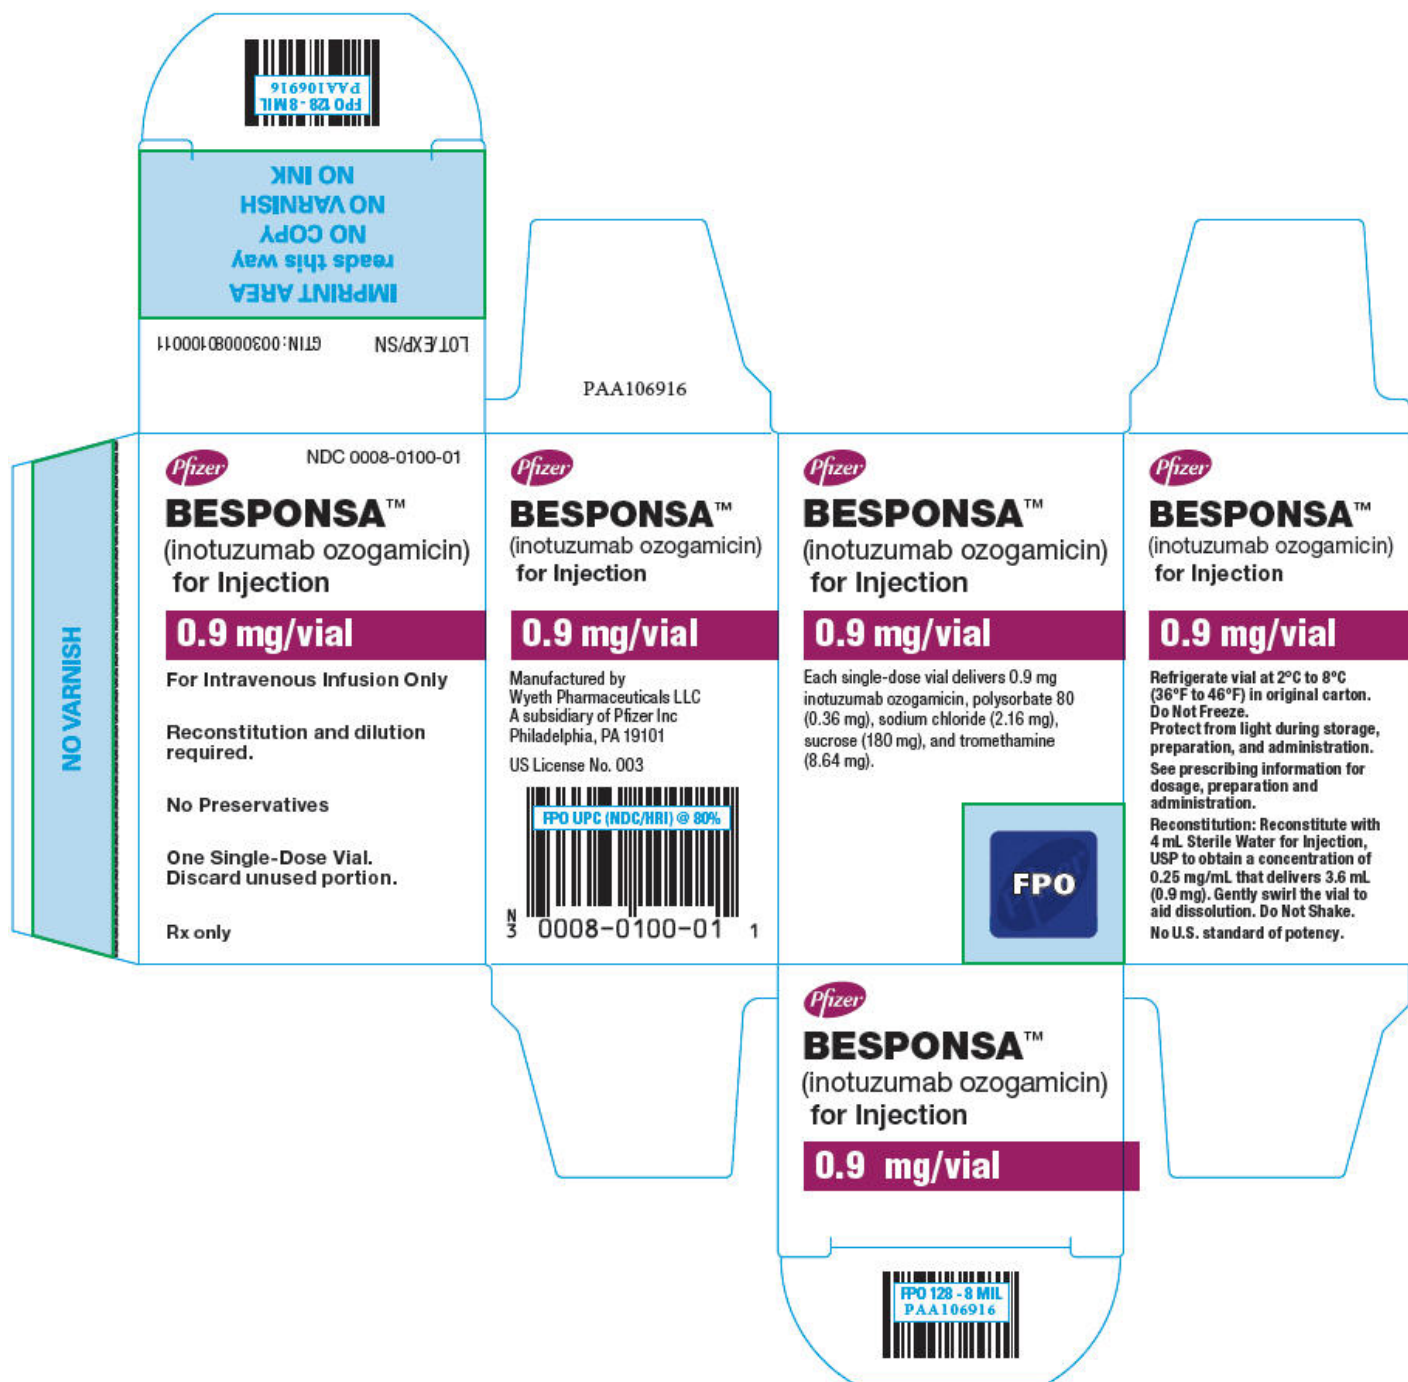 FPO 128 - 8 MIL
PAA106916
NO INK
NO VARNISH
NO COPY
reads this way
IMPRINT AREA
LOT/EXP/SN GTIN: 00300080100011
PAA106916
NO VARNISH
Pfizer
NDC 0008-0100-01
BESPONSA™
(inotuzumab ozogamicin)
for Injection
0.9 mg/vial
For Intravenous Infusion Only
Reconstitution and dilution
required.
No Preservatives
One Single-Dose Vial.
Discard unused portion.
Rx only
Pfizer
BESPONSA™
(inotuzumab ozogamicin)
for Injection
0.9 mg/vial
Manufactured by
Wyeth Pharmaceuticals LLC
A subsidiary of Pfizer Inc
Philadelphia, PA 19101
US License No. 003
FPO UPC (NDC/HRI) @ 80%
N
3 0008-0100-01 1
Pfizer
BESPONSA™
(inotuzumab ozogamicin)
for Injection
0.9 mg/vial
Each single-dose vial delivers 0.9 mg
inotuzumab ozogamicin, polysorbate 80
(0.36 mg), sodium chloride (2.16 mg),
sucrose (180 mg), and tromethamine
(8.64 mg).
FPO
Pfizer
BESPONSA™
(inotuzumab ozogamicin)
for Injection
0.9 mg/vial
Refrigerate vial at 2ºC to 8ºC
(36ºF to 46ºF) in original carton.
Do Not Freeze.
Protect from light during storage,
preparation, and administration.
See prescribing information for
dosage, preparation and
administration.
Reconstitution: Reconstitute with
4 mL Sterile Water for Injection,
USP to obtain a concentration of
0.25 mg/mL that delivers 3.6 mL
(0.9 mg). Gently swirl the vial to
aid dissolution. Do Not Shake.
No U.S. standard of potency.
Pfizer
BESPONSA™
(inotuzumab ozogamicin)
for Injection
0.9 mg/vial
FPO 128 - 8 MIL
PAA106916